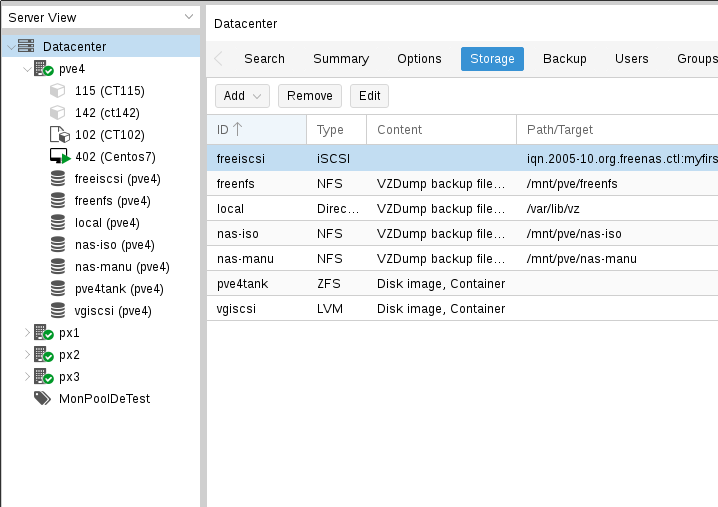 Server View
Datacenter
pve4
115 (CT115)
142 (ct142)
102 (CT102)
402 (Centos7)
freeiscsi (pve4)
freenfs (pve4)
local (pve4)
nas-iso (pve4)
nas-manu (pve4)
pve4tank (pve4)
vgiscsi (pve4)
px1
px2
px3
MonPoolDeTest
Datacenter
Search Summary Options Storage Backup Users Groups
Add Remove Edit
ID Type Content Path/Target
freeiscsi iSCSI iqn.2005-10.org.freenas.ctl:myfirs
freenfs NFS VZDump backup file... /mnt/pve/freenfs
local Direc... VZDump backup file... /var/lib/vz
nas-iso NFS VZDump backup file... /mnt/pve/nas-iso
nas-manu NFS VZDump backup file... /mnt/pve/nas-manu
pve4tank ZFS Disk image, Container
vgiscsi LVM Disk image, Container